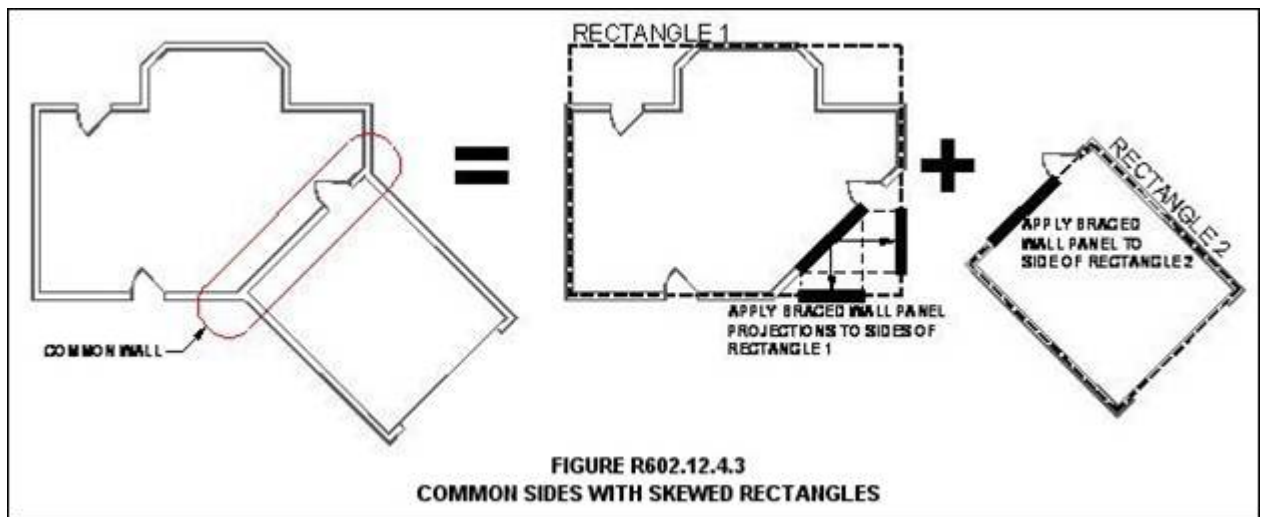 RECTANGLE 1
RECTANGLE 2
APPLY BRACED
WALL PANEL TO
SIDE OF RECTANGLE 2
APPLY BRACED WALL PANEL
PROJECTIONS TO SIDES OF
RECTANGLE 1
COMMON WALL
FIGURE R602.12.4.3
COMMON SIDES WITH SKEWED RECTANGLES